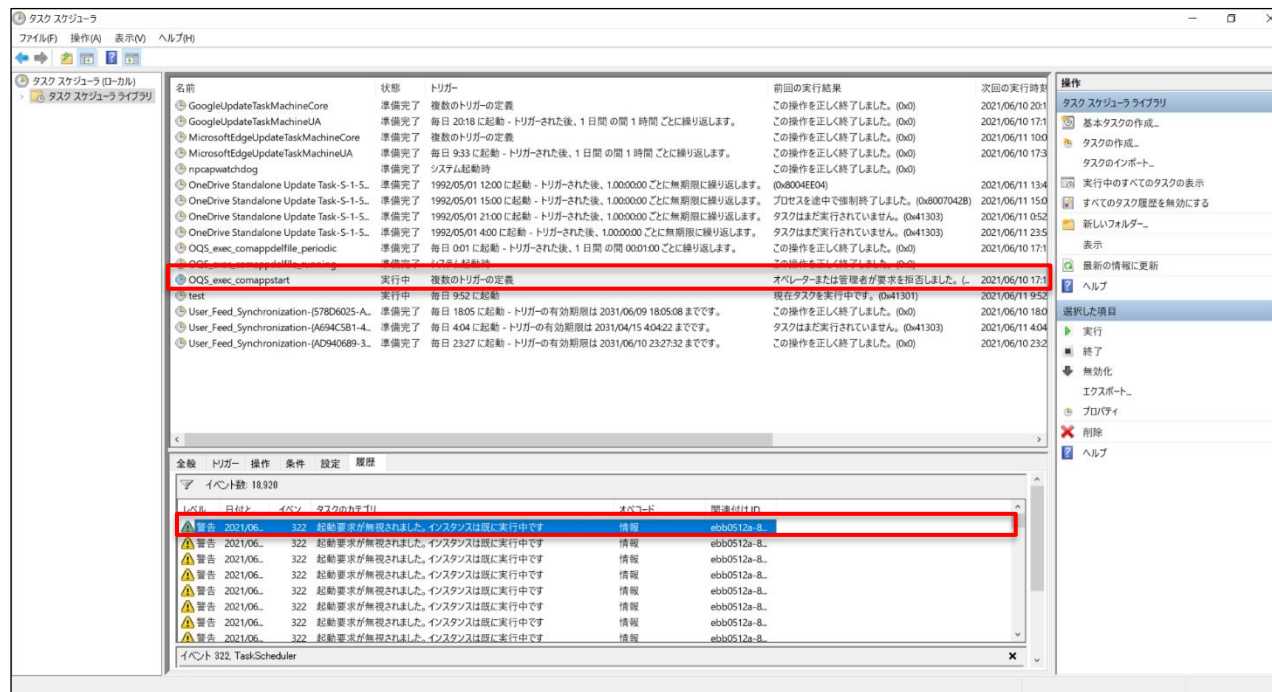 タスク スケジューラ
ファイル(F) 操作(A) 表示(V) ヘルプ(H)
タスク スケジューラ (ローカル)
タスク スケジューラ ライブラリ
名前 状態 トリガー 前回の実行結果 次回の実行時刻
GoogleUpdateTaskMachineCore 準備完了 複数のトリガーの定義 この操作を正しく終了しました。 (0x0) 2021/06/10 20:1
GoogleUpdateTaskMachineUA 準備完了 毎日 20:18 に起動 - トリガーされた後、1 日間 の間 1 時間 ごとに繰り返します。 この操作を正しく終了しました。 (0x0) 2021/06/10 17:1
MicrosoftEdgeUpdateTaskMachineCore 準備完了 複数のトリガーの定義 この操作を正しく終了しました。 (0x0) 2021/06/11 10:0
MicrosoftEdgeUpdateTaskMachineUA 準備完了 毎日 9:33 に起動 - トリガーされた後、1 日間 の間 1 時間 ごとに繰り返します。 この操作を正しく終了しました。 (0x0) 2021/06/10 17:3
npcapwatchdog 準備完了 システム起動時 この操作を正しく終了しました。 (0x0)
OneDrive Standalone Update Task-S-1-5... 準備完了 1992/05/01 12:00 に起動 - トリガーされた後、1.00:00:00 ごとに無期限に繰り返します。 (0x8004EE04) 2021/06/11 13:4
OneDrive Standalone Update Task-S-1-5... 準備完了 1992/05/01 15:00 に起動 - トリガーされた後、1.00:00:00 ごとに無期限に繰り返します。 プロセスを途中で強制終了しました。 (0x8007042B) 2021/06/11 15:0
OneDrive Standalone Update Task-S-1-5... 準備完了 1992/05/01 21:00 に起動 - トリガーされた後、1.00:00:00 ごとに無期限に繰り返します。 タスクはまだ実行されていません。 (0x41303) 2021/06/11 0:52
OneDrive Standalone Update Task-S-1-5... 準備完了 1992/05/01 4:00 に起動 - トリガーされた後、1.00:00:00 ごとに無期限に繰り返します。 タスクはまだ実行されていません。 (0x41303) 2021/06/11 23:5
OQS_exec_comappdelfile_periodic 準備完了 毎日 0:01 に起動 - トリガーされた後、1 日間 の間 00:01:00 ごとに繰り返します。 この操作を正しく終了しました。 (0x0) 2021/06/10 17:1
OQS_exec_comappdelfile_running 準備完了 システム起動時 この操作を正しく終了しました。 (0x0)
OQS_exec_comappstart 実行中 複数のトリガーの定義 オペレーターまたは管理者が要求を拒否しました。 (... 2021/06/10 17:1
test 実行中 毎日 9:52 に起動 現在タスクを実行中です。 (0x41301) 2021/06/11 9:52
User_Feed_Synchronization-{578D6025-A... 準備完了 毎日 18:05 に起動 - トリガーの有効期限は 2031/06/09 18:05:08 までです。 この操作を正しく終了しました。 (0x0) 2021/06/10 18:0
User_Feed_Synchronization-{A694C5B1-4... 準備完了 毎日 4:04 に起動 - トリガーの有効期限は 2031/04/15 4:04:22 までです。 タスクはまだ実行されていません。 (0x41303) 2021/06/11 4:04
User_Feed_Synchronization-{AD940689-3... 準備完了 毎日 23:27 に起動 - トリガーの有効期限は 2031/06/10 23:27:32 までです。 この操作を正しく終了しました。 (0x0) 2021/06/10 23:2
全般 トリガー 操作 条件 設定 履歴
イベント数: 18,920
レベル 日付と イベン タスクのカテゴリ オペコード 関連付け ID
警告 2021/06... 322 起動要求が無視されました。インスタンスは既に実行中です 情報 ebb0512a-8...
警告 2021/06... 322 起動要求が無視されました。インスタンスは既に実行中です 情報 ebb0512a-8...
警告 2021/06... 322 起動要求が無視されました。インスタンスは既に実行中です 情報 ebb0512a-8...
警告 2021/06... 322 起動要求が無視されました。インスタンスは既に実行中です 情報 ebb0512a-8...
警告 2021/06... 322 起動要求が無視されました。インスタンスは既に実行中です 情報 ebb0512a-8...
警告 2021/06... 322 起動要求が無視されました。インスタンスは既に実行中です 情報 ebb0512a-8...
警告 2021/06... 322 起動要求が無視されました。インスタンスは既に実行中です 情報 ebb0512a-8...
警告 2021/06... 322 起動要求が無視されました。インスタンスは既に実行中です 情報 ebb0512a-8...
イベント 322, TaskScheduler
操作
タスク スケジューラ ライブラリ
基本タスクの作成...
タスクの作成...
タスクのインポート...
実行中のすべてのタスクの表示
すべてのタスク履歴を無効にする
新しいフォルダー...
表示
最新の情報に更新
ヘルプ
選択した項目
実行
終了
無効化
エクスポート...
プロパティ
削除
ヘルプ